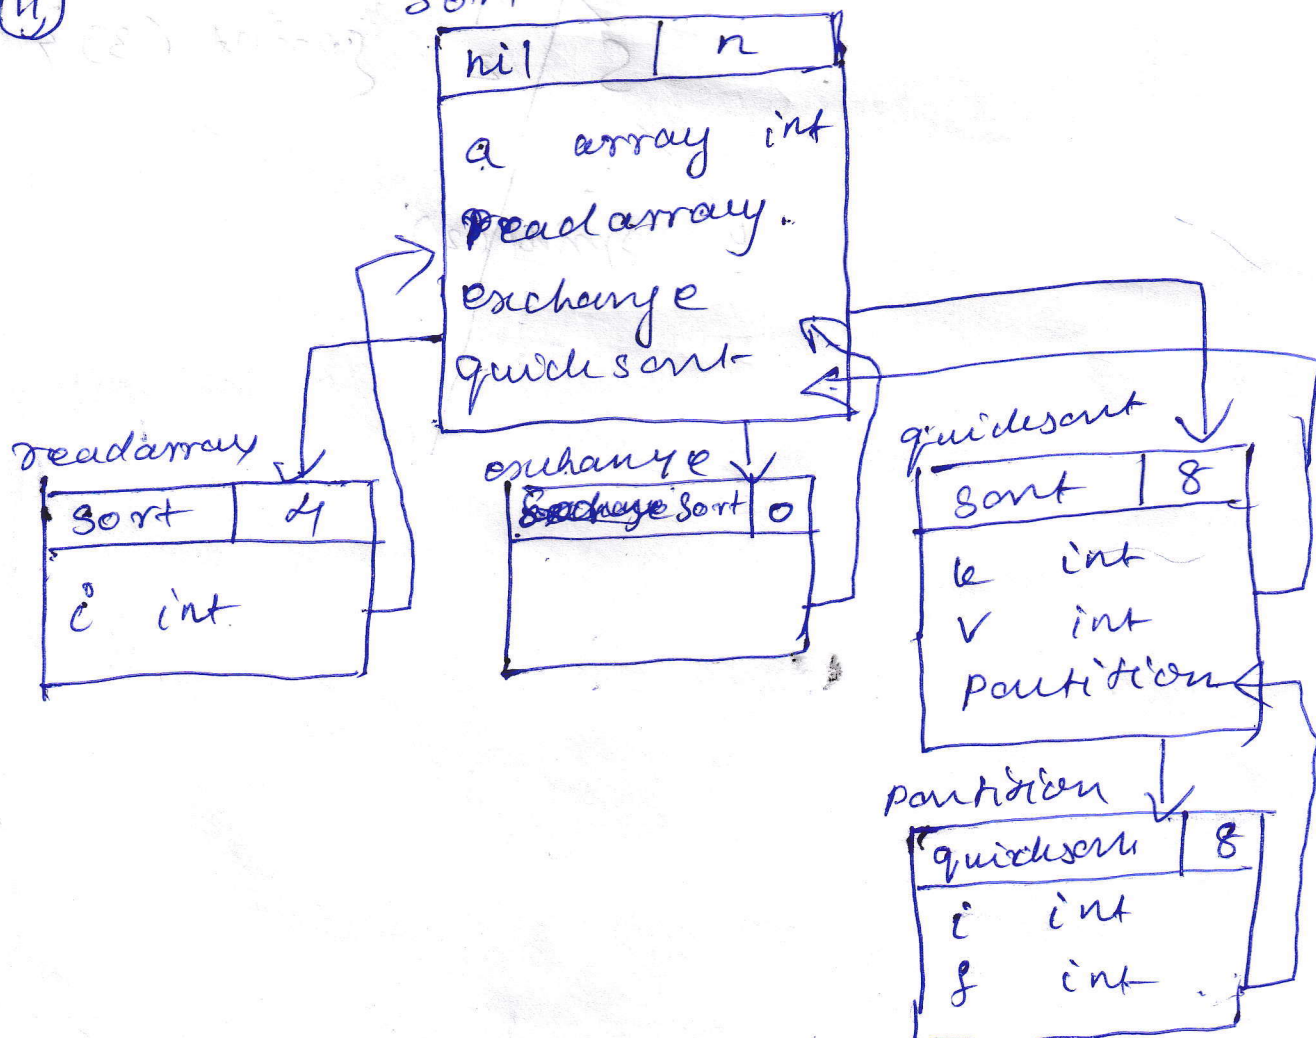 nil n
a array int
readarray.
exchange
quicksort
readarray
sort 4
i int
exchange
sort 0
quicksort
sort 8
k int
v int
partition
partition
quicksort 8
i int
j int